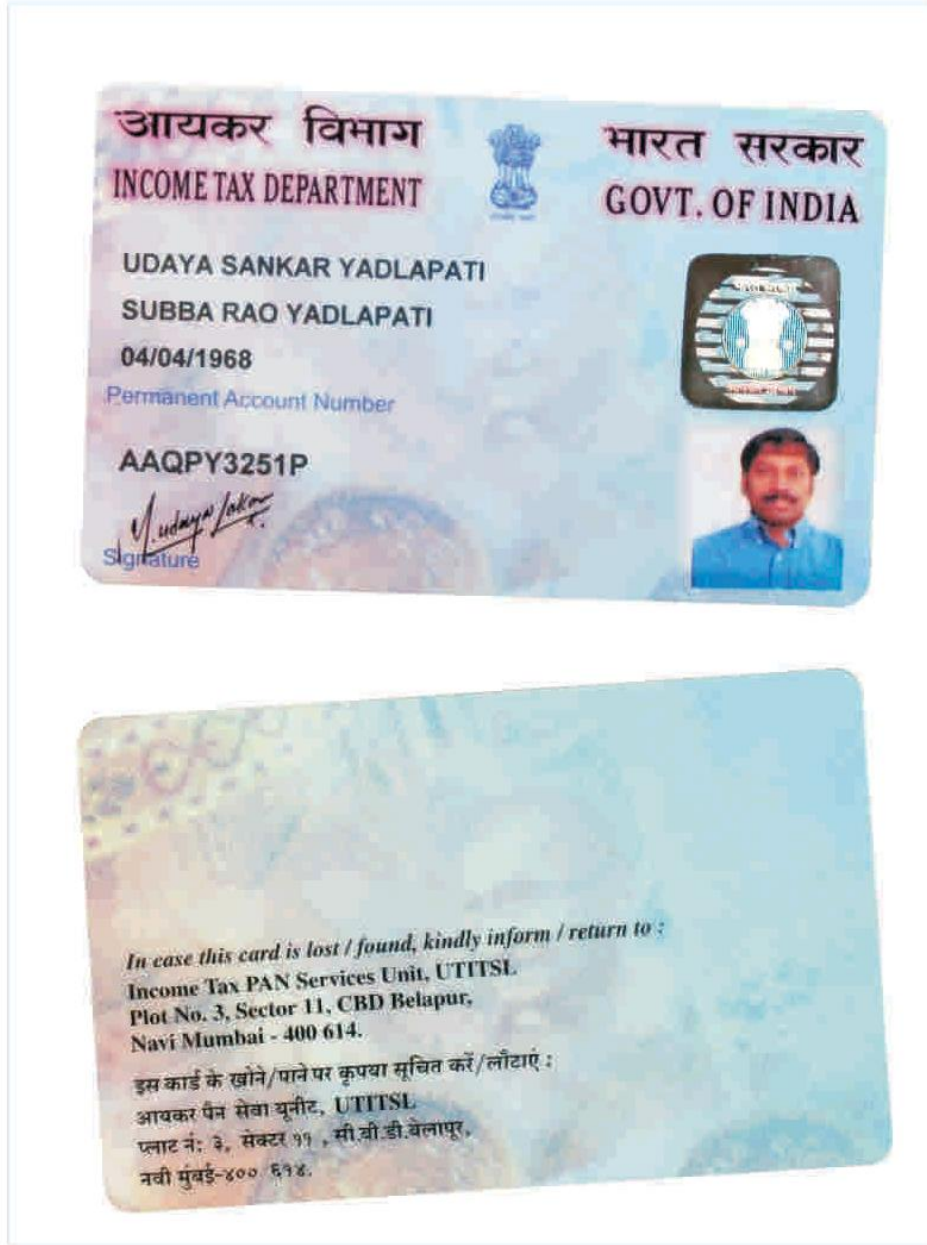 आयकर विभाग
INCOME TAX DEPARTMENT
भारत सरकार
GOVT. OF INDIA
UDAYA SANKAR YADLAPATI
SUBBA RAO YADLAPATI
04/04/1968
Permanent Account Number
AAQPY3251P
Signature
In case this card is lost / found, kindly inform / return to :
Income Tax PAN Services Unit, UTITSL
Plot No. 3, Sector 11, CBD Belapur,
Navi Mumbai - 400 614.
इस कार्ड के खोने/पाने पर कृपया सूचित करें/लौटाएं :
आयकर पैन सेवा यूनीट, UTITSL
प्लाट नं: ३, सेक्टर ११ , सी.बी.डी.बेलापूर,
नवी मुंबई-४०० ६१४.